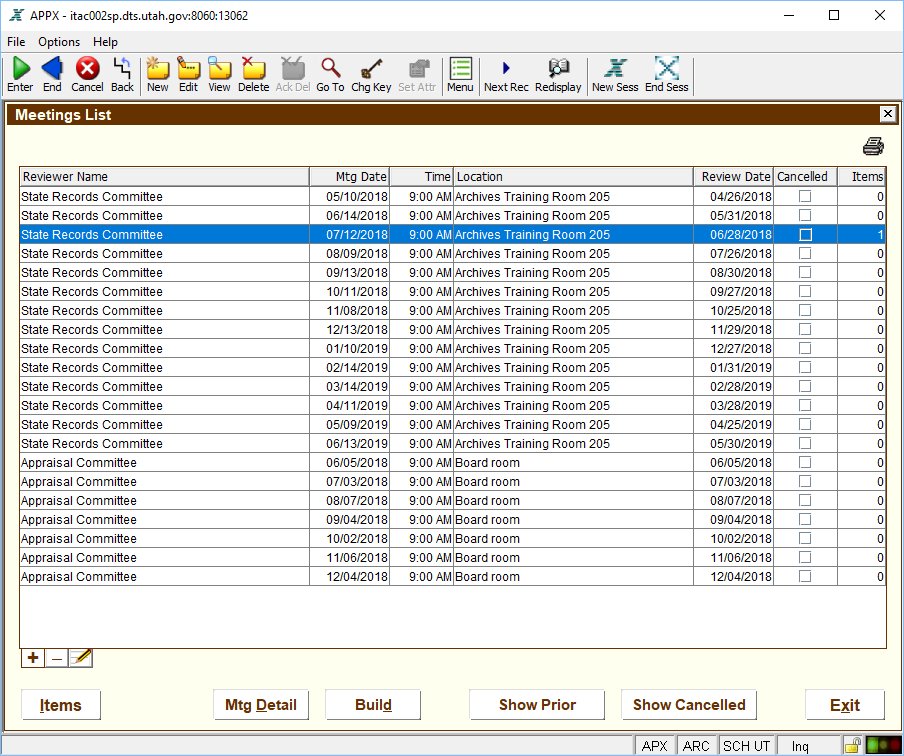 APPX - itac002sp.dts.utah.gov:8060:13062
File Options Help
Enter End Cancel Back New Edit View Delete Ack Del Go To Chg Key Set Attr Menu Next Rec Redisplay New Sess End Sess
Meetings List
Reviewer Name Mtg Date Time Location Review Date Cancelled Items
State Records Committee 05/10/2018 9:00 AM Archives Training Room 205 04/26/2018 0
State Records Committee 06/14/2018 9:00 AM Archives Training Room 205 05/31/2018 0
State Records Committee 07/12/2018 9:00 AM Archives Training Room 205 06/28/2018 1
State Records Committee 08/09/2018 9:00 AM Archives Training Room 205 07/26/2018 0
State Records Committee 09/13/2018 9:00 AM Archives Training Room 205 08/30/2018 0
State Records Committee 10/11/2018 9:00 AM Archives Training Room 205 09/27/2018 0
State Records Committee 11/08/2018 9:00 AM Archives Training Room 205 10/25/2018 0
State Records Committee 12/13/2018 9:00 AM Archives Training Room 205 11/29/2018 0
State Records Committee 01/10/2019 9:00 AM Archives Training Room 205 12/27/2018 0
State Records Committee 02/14/2019 9:00 AM Archives Training Room 205 01/31/2019 0
State Records Committee 03/14/2019 9:00 AM Archives Training Room 205 02/28/2019 0
State Records Committee 04/11/2019 9:00 AM Archives Training Room 205 03/28/2019 0
State Records Committee 05/09/2019 9:00 AM Archives Training Room 205 04/25/2019 0
State Records Committee 06/13/2019 9:00 AM Archives Training Room 205 05/30/2019 0
Appraisal Committee 06/05/2018 9:00 AM Board room 06/05/2018 0
Appraisal Committee 07/03/2018 9:00 AM Board room 07/03/2018 0
Appraisal Committee 08/07/2018 9:00 AM Board room 08/07/2018 0
Appraisal Committee 09/04/2018 9:00 AM Board room 09/04/2018 0
Appraisal Committee 10/02/2018 9:00 AM Board room 10/02/2018 0
Appraisal Committee 11/06/2018 9:00 AM Board room 11/06/2018 0
Appraisal Committee 12/04/2018 9:00 AM Board room 12/04/2018 0
Items Mtg Detail Build Show Prior Show Cancelled Exit
APPX ARC SCH UT Inq